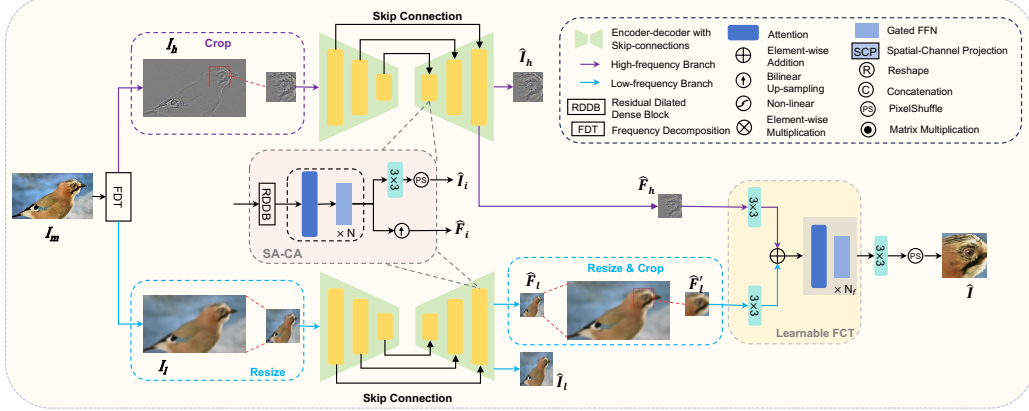 Skip Connection
I_h
Crop
Î_h
Encoder-decoder with
Skip-connections
High-frequency Branch
Low-frequency Branch
RDDB
Residual Dilated
Dense Block
FDT
Frequency Decomposition
Attention
Element-wise
Addition
Bilinear
Up-sampling
Non-linear
Element-wise
Multiplication
Gated FFN
SCP
Spatial-Channel Projection
R
Reshape
C
Concatenation
PS
PixelShuffle
Matrix Multiplication
I_m
FDT
RDDB
× N
3×3
PS
Î_i
F̂_i
SA-CA
F̂_h
3×3
3×3
× N_f
3×3
PS
Î
Learnable FCT
I_l
Resize
F̂_l
Resize & Crop
F̂′_l
Î_l
Skip Connection